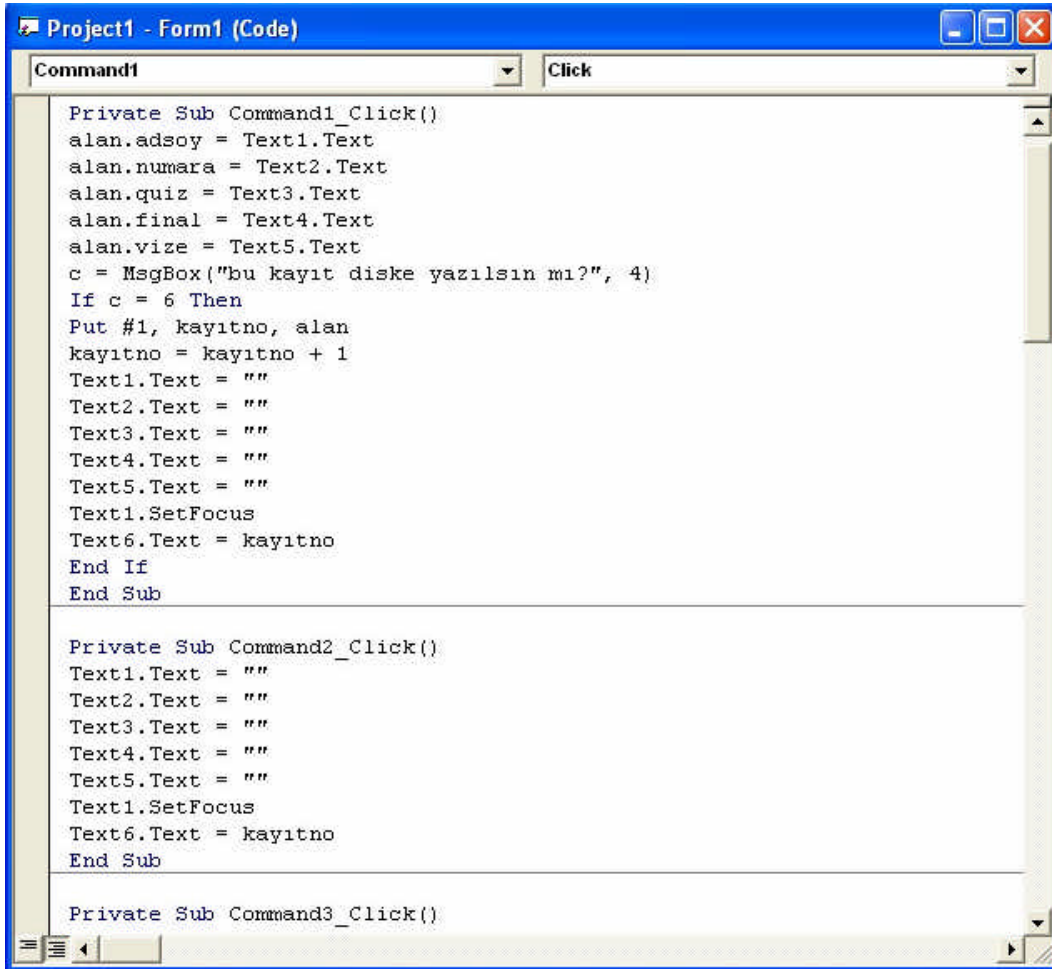 Project1 - Form1 (Code)
Command1 Click
Private Sub Command1_Click()
alan.adsoy = Text1.Text
alan.numara = Text2.Text
alan.quiz = Text3.Text
alan.final = Text4.Text
alan.vize = Text5.Text
c = MsgBox("bu kayıt diske yazılsın mı?", 4)
If c = 6 Then
Put #1, kayıtno, alan
kayıtno = kayıtno + 1
Text1.Text = ""
Text2.Text = ""
Text3.Text = ""
Text4.Text = ""
Text5.Text = ""
Text1.SetFocus
Text6.Text = kayıtno
End If
End Sub
Private Sub Command2_Click()
Text1.Text = ""
Text2.Text = ""
Text3.Text = ""
Text4.Text = ""
Text5.Text = ""
Text1.SetFocus
Text6.Text = kayıtno
End Sub
Private Sub Command3_Click()